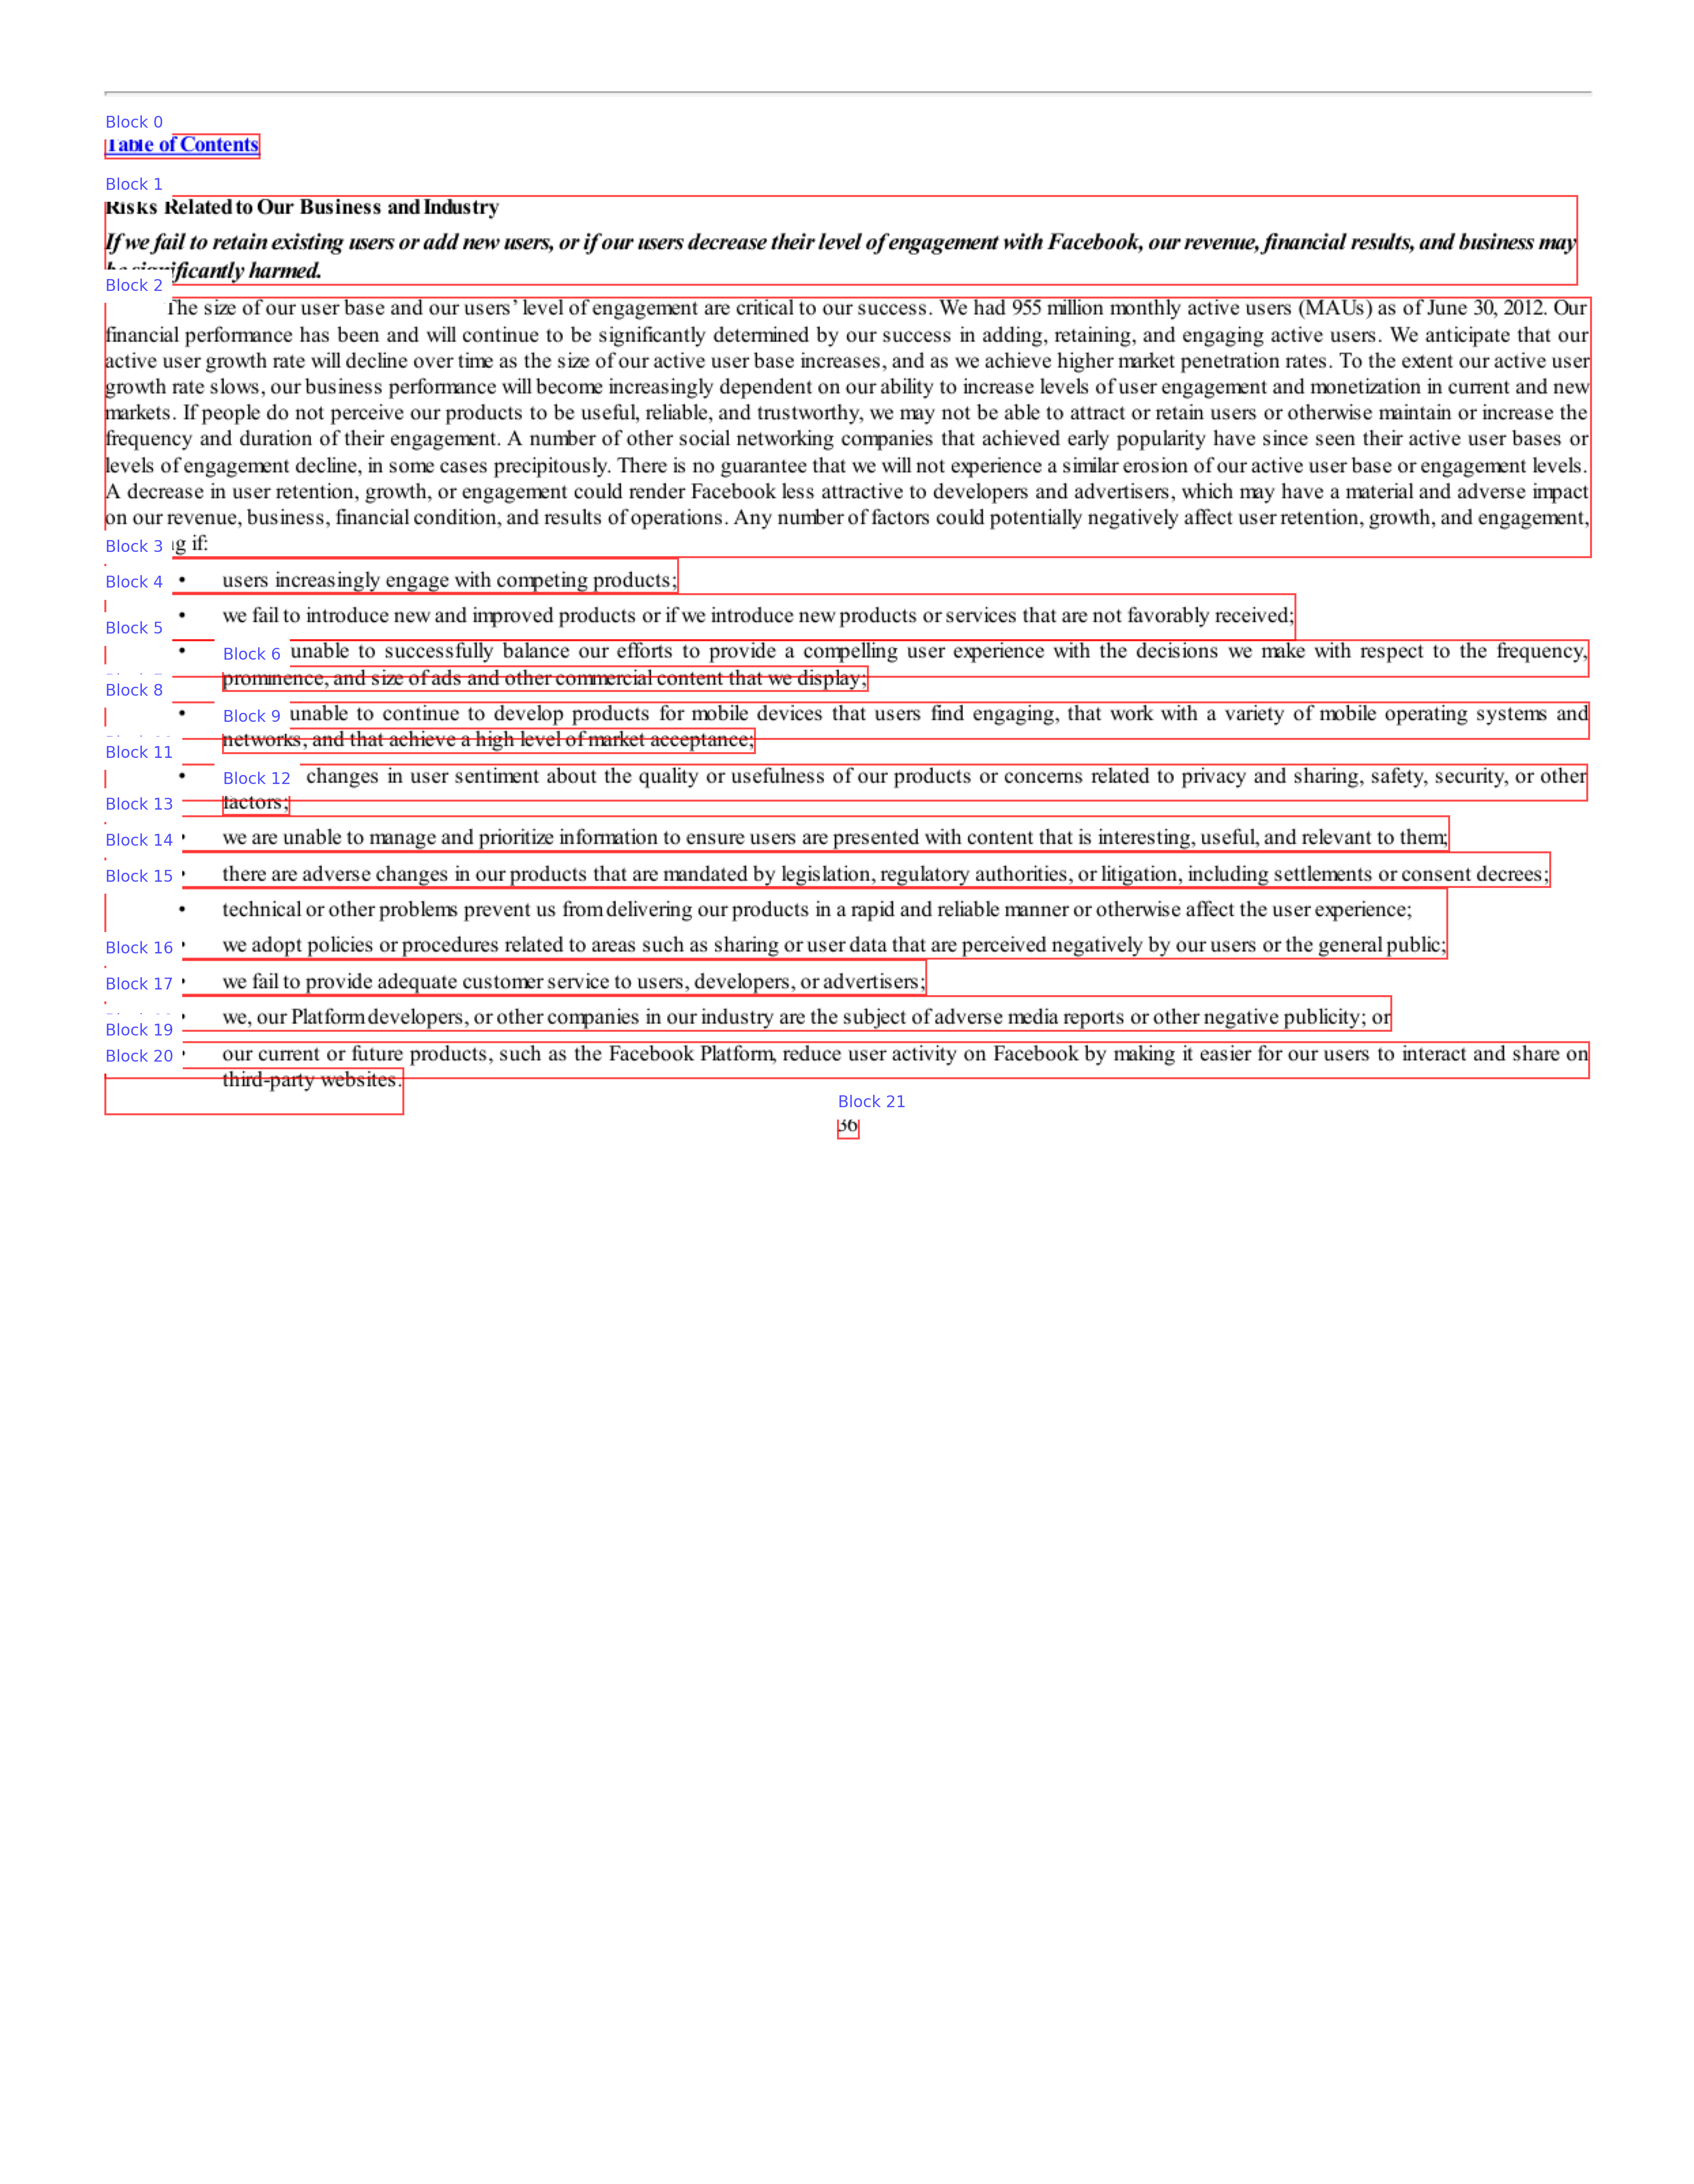 Block 0
Table of Contents
Block 1
Risks Related to Our Business and Industry
If we fail to retain existing users or add new users, or if our users decrease their level of engagement with Facebook, our revenue, financial results, and business may
be significantly harmed.
Block 2
The size of our user base and our users' level of engagement are critical to our success. We had 955 million monthly active users (MAUs) as of June 30, 2012. Our
financial performance has been and will continue to be significantly determined by our success in adding, retaining, and engaging active users. We anticipate that our
active user growth rate will decline over time as the size of our active user base increases, and as we achieve higher market penetration rates. To the extent our active user
growth rate slows, our business performance will become increasingly dependent on our ability to increase levels of user engagement and monetization in current and new
markets. If people do not perceive our products to be useful, reliable, and trustworthy, we may not be able to attract or retain users or otherwise maintain or increase the
frequency and duration of their engagement. A number of other social networking companies that achieved early popularity have since seen their active user bases or
levels of engagement decline, in some cases precipitously. There is no guarantee that we will not experience a similar erosion of our active user base or engagement levels.
A decrease in user retention, growth, or engagement could render Facebook less attractive to developers and advertisers, which may have a material and adverse impact
on our revenue, business, financial condition, and results of operations. Any number of factors could potentially negatively affect user retention, growth, and engagement,
Block 3 g if:
Block 4 • users increasingly engage with competing products;
• we fail to introduce new and improved products or if we introduce new products or services that are not favorably received;
Block 5
• Block 6 unable to successfully balance our efforts to provide a compelling user experience with the decisions we make with respect to the frequency,
prominence, and size of ads and other commercial content that we display;
Block 8
• Block 9 unable to continue to develop products for mobile devices that users find engaging, that work with a variety of mobile operating systems and
networks, and that achieve a high level of market acceptance;
Block 11
• Block 12 changes in user sentiment about the quality or usefulness of our products or concerns related to privacy and sharing, safety, security, or other
Block 13 factors;
Block 14 • we are unable to manage and prioritize information to ensure users are presented with content that is interesting, useful, and relevant to them;
Block 15 • there are adverse changes in our products that are mandated by legislation, regulatory authorities, or litigation, including settlements or consent decrees;
• technical or other problems prevent us from delivering our products in a rapid and reliable manner or otherwise affect the user experience;
Block 16 • we adopt policies or procedures related to areas such as sharing or user data that are perceived negatively by our users or the general public;
Block 17 • we fail to provide adequate customer service to users, developers, or advertisers;
• we, our Platform developers, or other companies in our industry are the subject of adverse media reports or other negative publicity; or
Block 19
Block 20 • our current or future products, such as the Facebook Platform, reduce user activity on Facebook by making it easier for our users to interact and share on
third-party websites.
Block 21
36